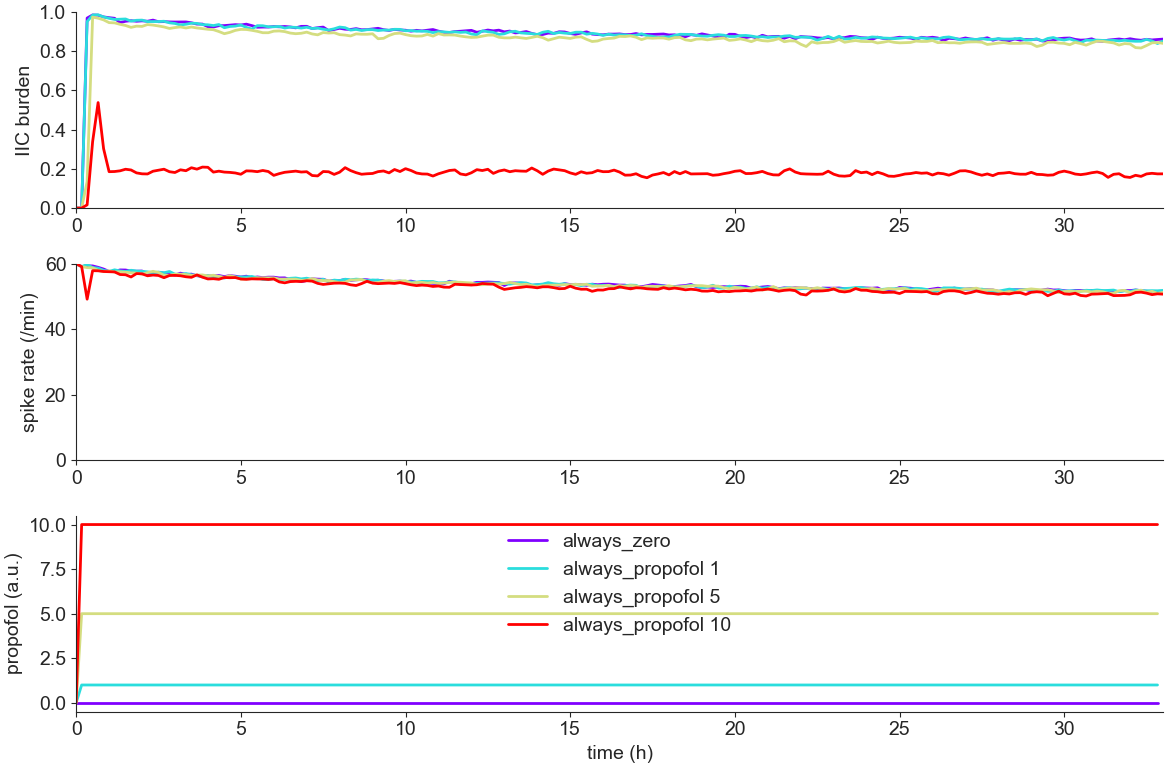 1.0
0.8
0.6
0.4
0.2
0.0
IIC burden
0 5 10 15 20 25 30
60
40
20
0
spike rate (/min)
0 5 10 15 20 25 30
10.0
7.5
5.0
2.5
0.0
propofol (a.u.)
always_zero
always_propofol 1
always_propofol 5
always_propofol 10
0 5 10 15 20 25 30
time (h)